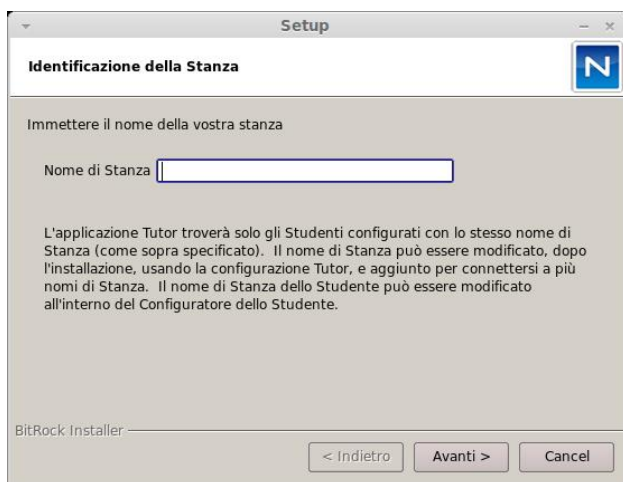 Setup
Identificazione della Stanza
N
Immettere il nome della vostra stanza
Nome di Stanza
L'applicazione Tutor troverà solo gli Studenti configurati con lo stesso nome di
Stanza (come sopra specificato).  Il nome di Stanza può essere modificato, dopo
l'installazione, usando la configurazione Tutor, e aggiunto per connettersi a più
nomi di Stanza.  Il nome di Stanza dello Studente può essere modificato
all'interno del Configuratore dello Studente.
BitRock Installer
< Indietro
Avanti >
Cancel